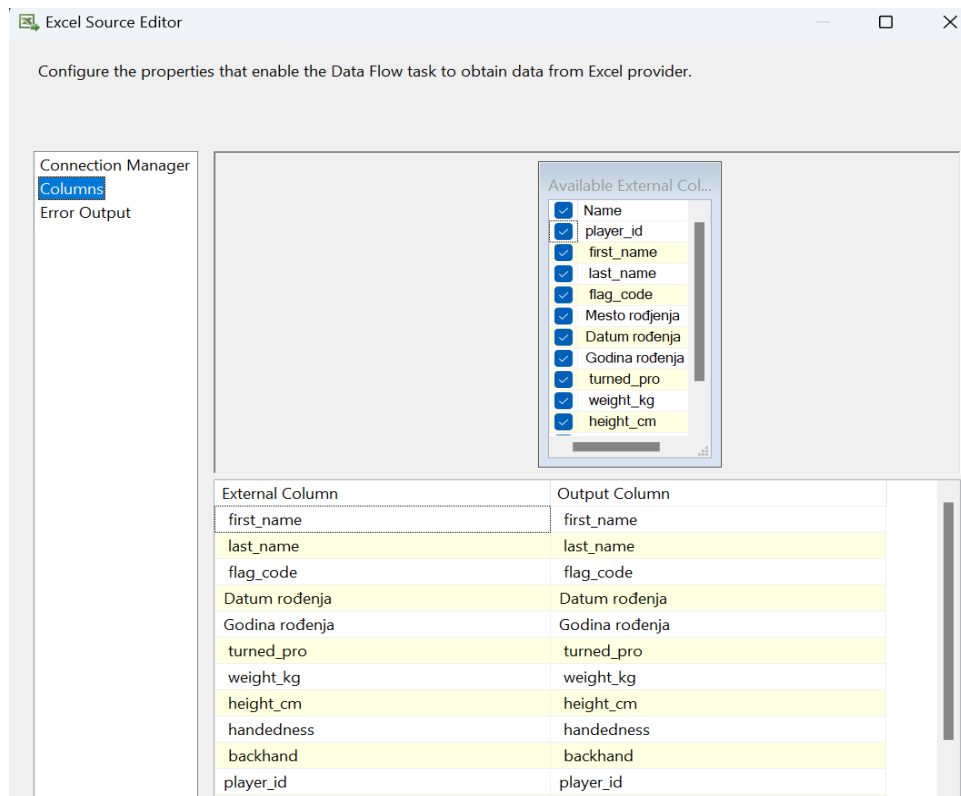 Excel Source Editor
Configure the properties that enable the Data Flow task to obtain data from Excel provider.
Connection Manager
Columns
Error Output
Available External Col...
Name
player_id
first_name
last_name
flag_code
Mesto rodjenja
Datum rođenja
Godina rođenja
turned_pro
weight_kg
height_cm
External Column Output Column
first_name first_name
last_name last_name
flag_code flag_code
Datum rođenja Datum rođenja
Godina rođenja Godina rođenja
turned_pro turned_pro
weight_kg weight_kg
height_cm height_cm
handedness handedness
backhand backhand
player_id player_id